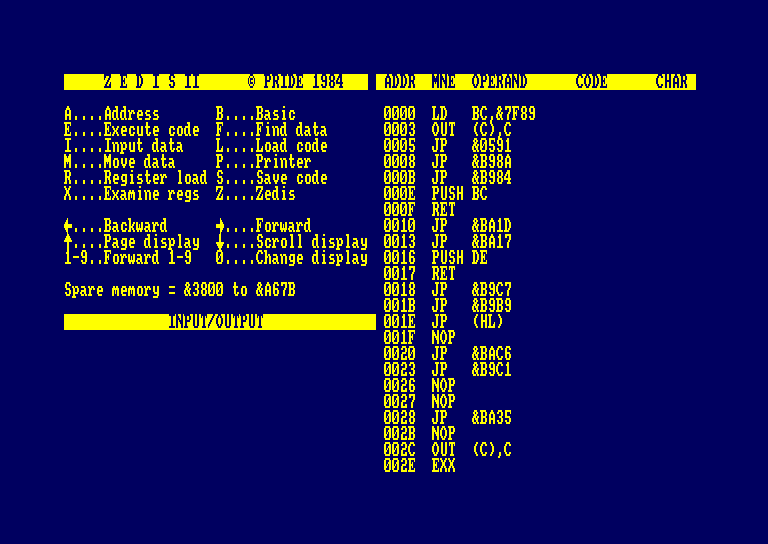 Z E D I S II © PRIDE 1984
A....Address B....Basic
E....Execute code F....Find data
I....Input data L....Load code
M....Move data P....Printer
R....Register load S....Save code
X....Examine regs Z....Zedis
←....Backward →....Forward
↑....Page display ↓....Scroll display
1-9..Forward 1-9 0....Change display
Spare memory = &3800 to &A67B
INPUT/OUTPUT
ADDR MNE OPERAND CODE CHAR
0000 LD BC,&7F89
0003 OUT (C),C
0005 JP &0591
0008 JP &B98A
000B JP &B984
000E PUSH BC
000F RET
0010 JP &BA1D
0013 JP &BA17
0016 PUSH DE
0017 RET
0018 JP &B9C7
001B JP &B9B9
001E JP (HL)
001F NOP
0020 JP &BAC6
0023 JP &B9C1
0026 NOP
0027 NOP
0028 JP &BA35
002B NOP
002C OUT (C),C
002E EXX